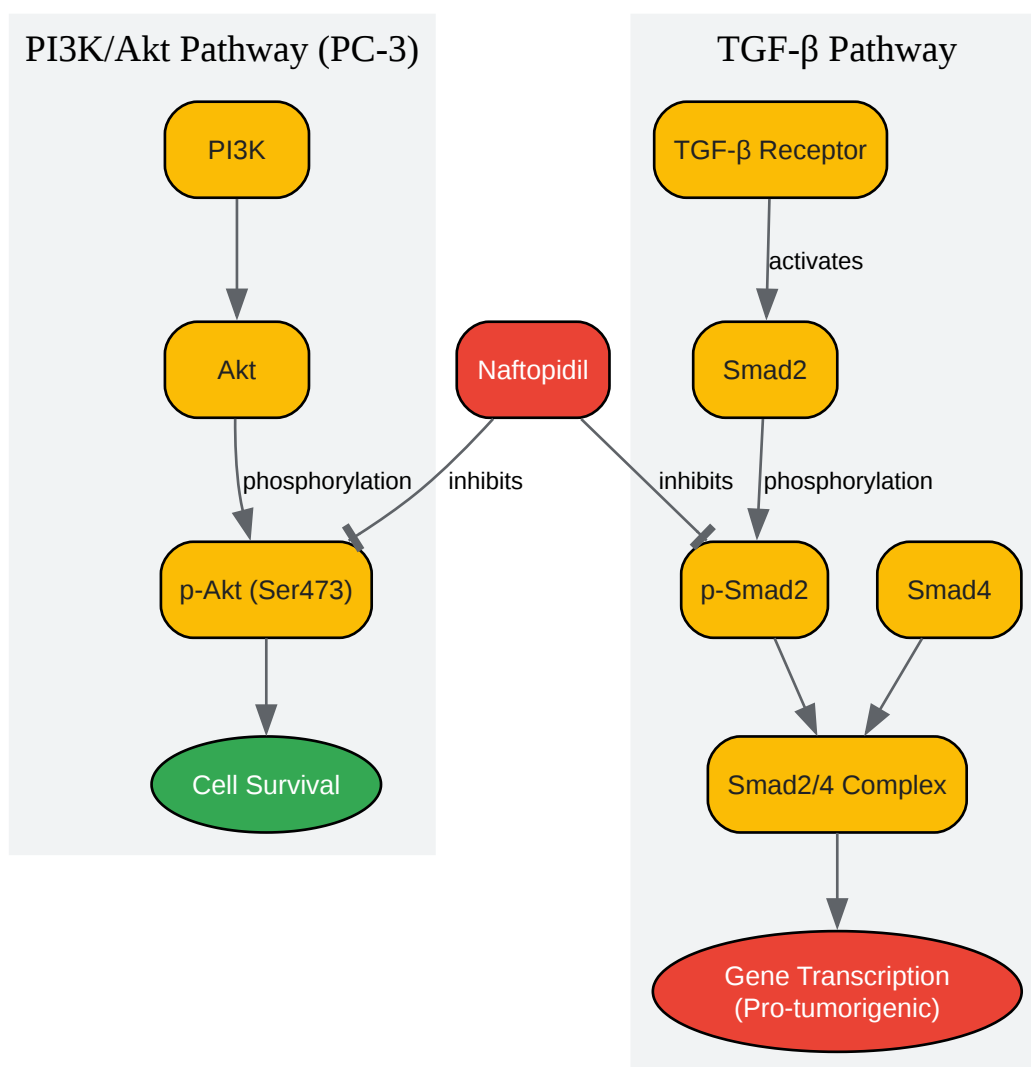 PI3K/Akt Pathway (PC-3)
TGF-β Pathway
PI3K
TGF-β Receptor
activates
Akt
Naftopidil
Smad2
phosphorylation
inhibits
inhibits
phosphorylation
p-Akt (Ser473)
p-Smad2
Smad4
Cell Survival
Smad2/4 Complex
Gene Transcription
(Pro-tumorigenic)